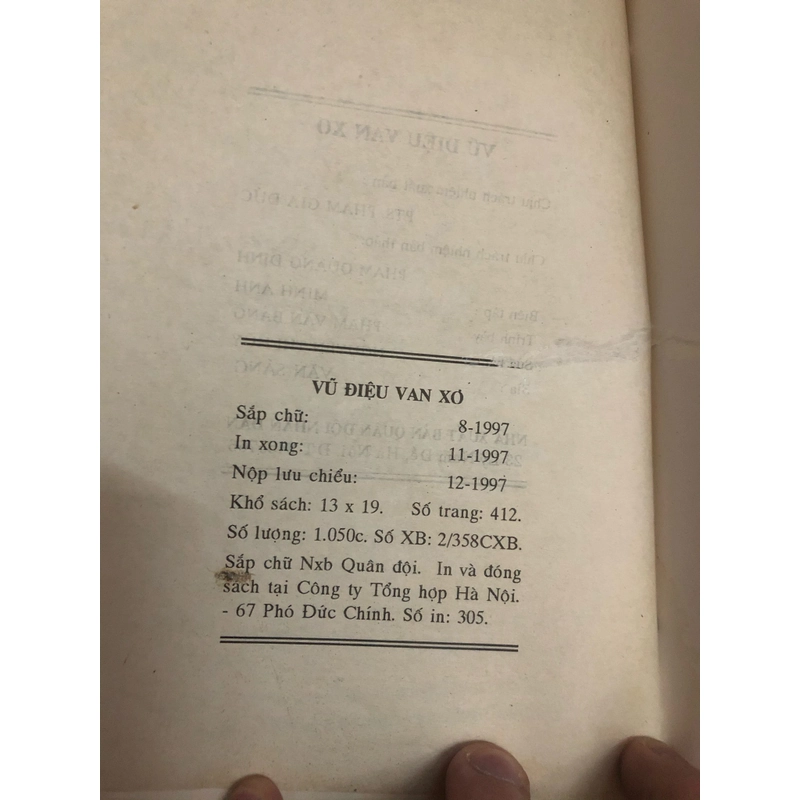 VŨ ĐIỆU VAN XƠ
Sắp chữ: 8-1997
In xong: 11-1997
Nộp lưu chiểu: 12-1997
Khổ sách: 13 x 19. Số trang: 412.
Số lượng: 1.050c. Số XB: 2/358CXB.
Sắp chữ Nxb Quân đội. In và đóng
sách tại Công ty Tổng hợp Hà Nội.
- 67 Phó Đức Chính. Số in: 305.